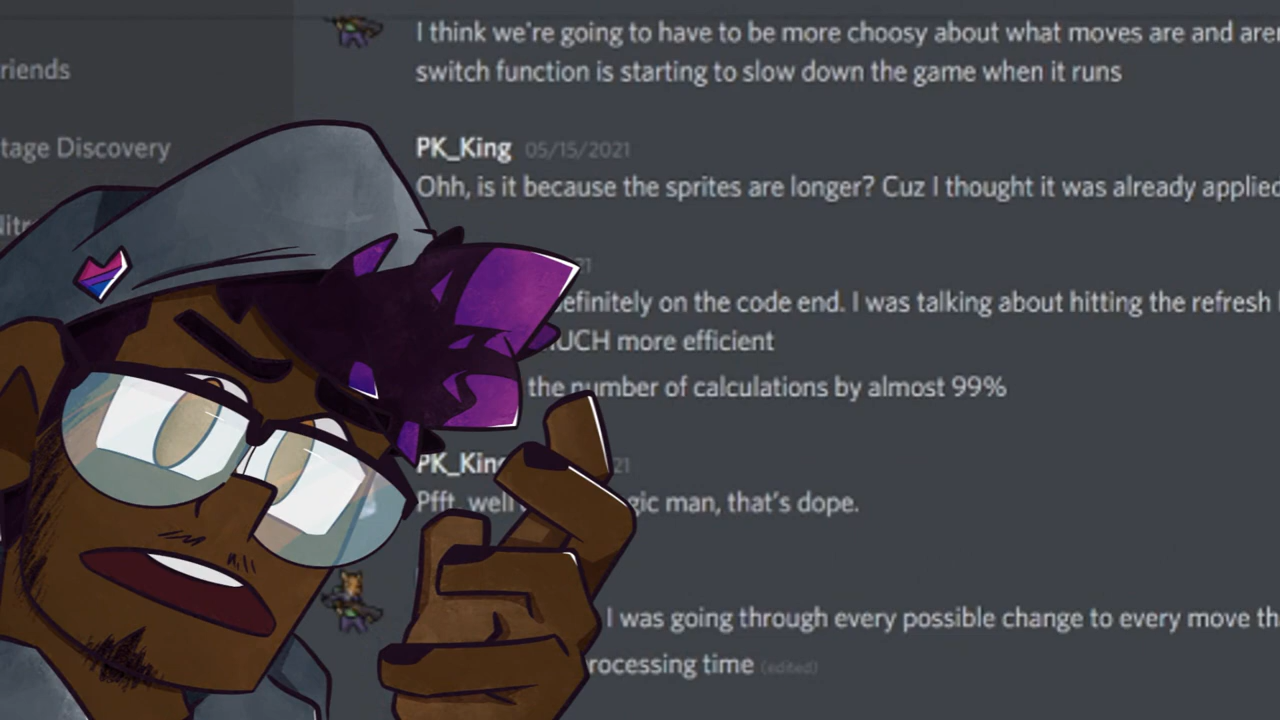 I think we're going to have to be more choosy about what moves are and aren
switch function is starting to slow down the game when it runs
riends
tage Discovery
PK_King 05/15/2021
Ohh, is it because the sprites are longer? Cuz I thought it was already applied
Nitr
21
efinitely on the code end. I was talking about hitting the refresh
UCH more efficient
the number of calculations by almost 99%
PK_King 21
Pfft, well gic man, that's dope.
I was going through every possible change to every move th
rocessing time (edited)